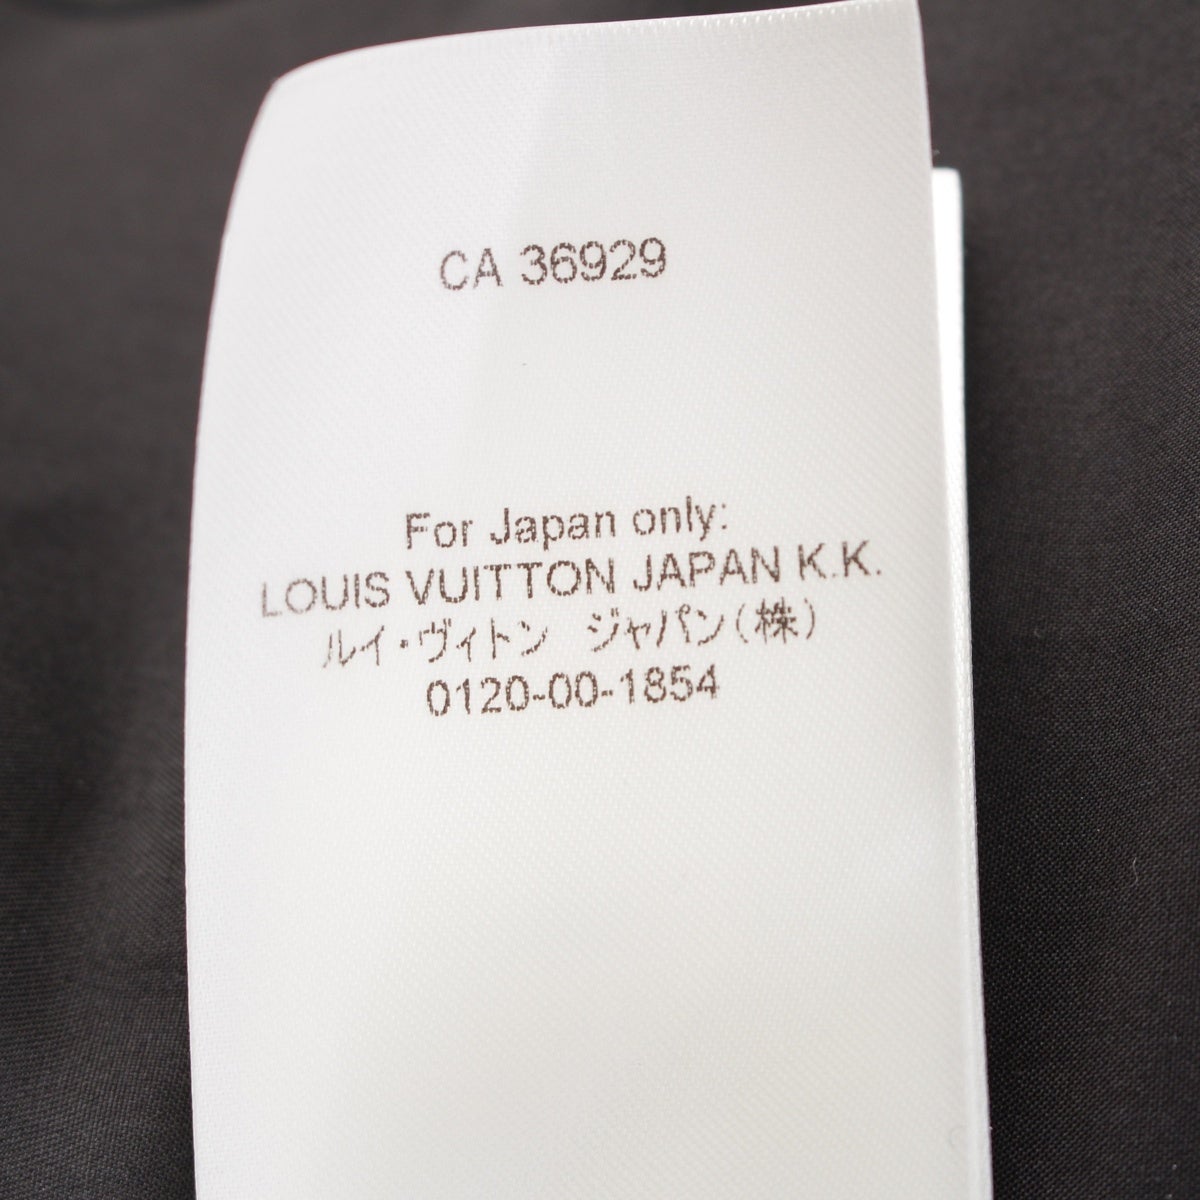 CA 36929
For Japan only:
LOUIS VUITTON JAPAN K.K.
ルイ・ヴィトン　ジャパン(株)
0120-00-1854